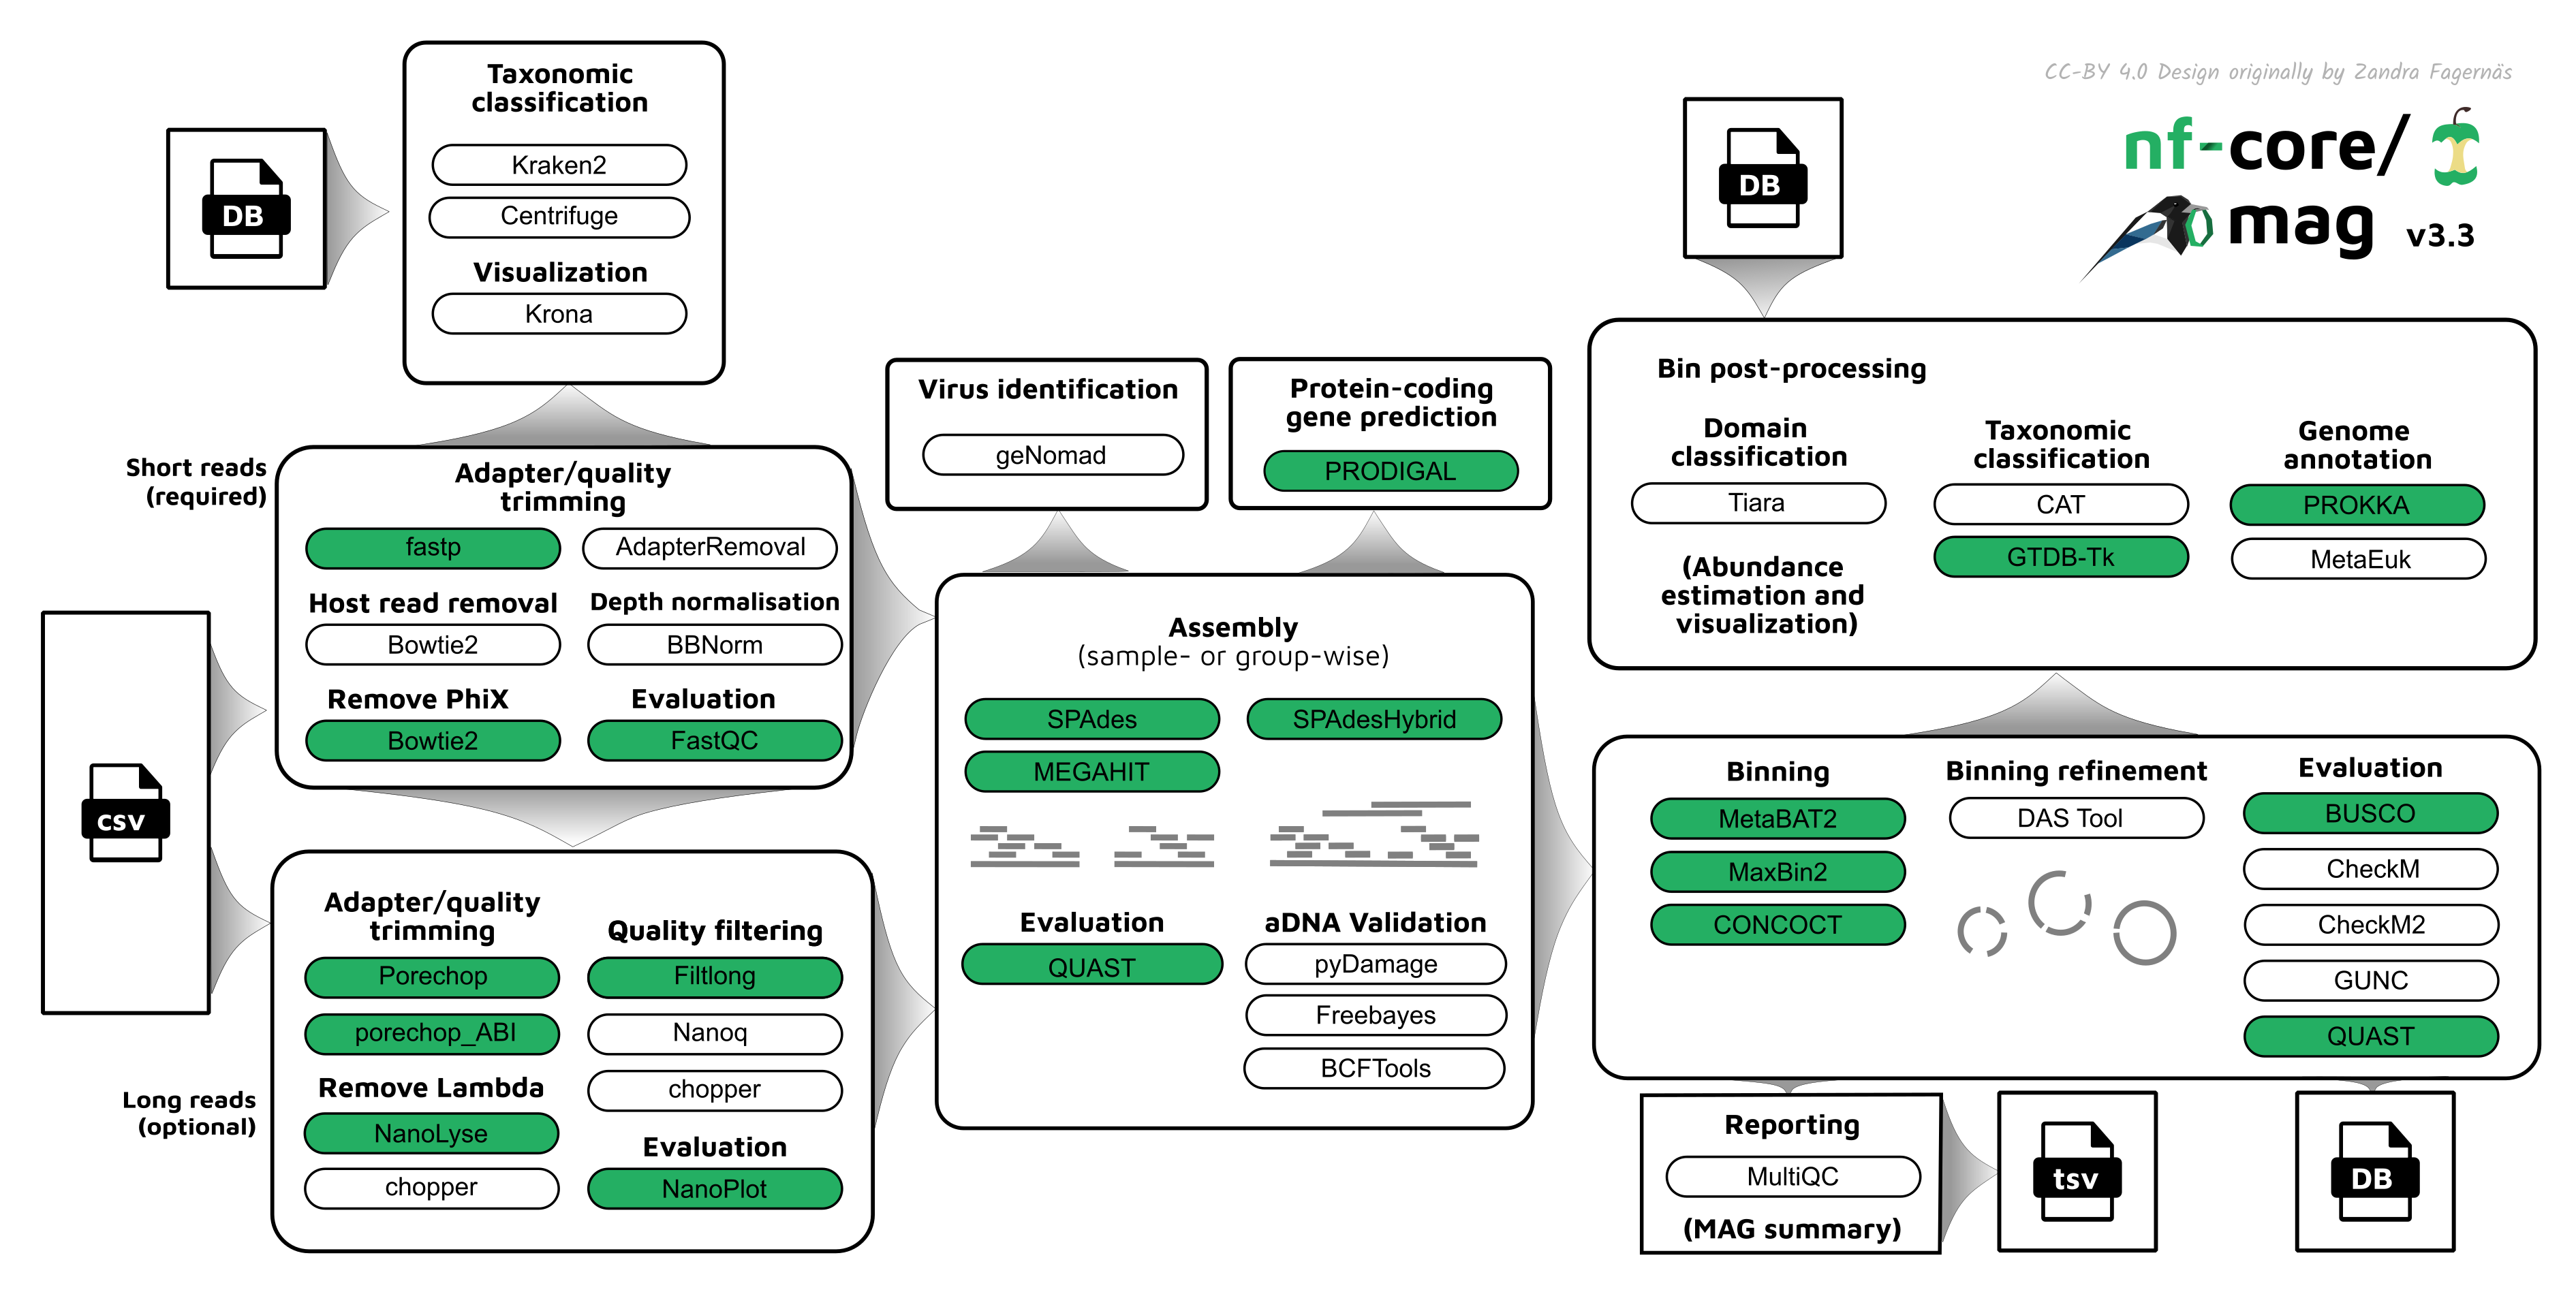 CC-BY 4.0 Design originally by Zandra Fagernäs
nf-core/
mag v3.3
DB
Taxonomic
classification
Kraken2
Centrifuge
Visualization
Krona
Short reads
(required)
Adapter/quality
trimming
fastp
AdapterRemoval
Host read removal
Depth normalisation
Bowtie2
BBNorm
Remove PhiX
Evaluation
Bowtie2
FastQC
csv
Long reads
(optional)
Adapter/quality
trimming
Porechop
porechop_ABI
Remove Lambda
NanoLyse
chopper
Quality filtering
Filtlong
Nanoq
chopper
Evaluation
NanoPlot
Virus identification
geNomad
Protein-coding
gene prediction
PRODIGAL
Assembly
(sample- or group-wise)
SPAdes
SPAdesHybrid
MEGAHIT
Evaluation
QUAST
aDNA Validation
pyDamage
Freebayes
BCFTools
DB
Bin post-processing
Domain
classification
Tiara
(Abundance
estimation and
visualization)
Taxonomic
classification
CAT
GTDB-Tk
Genome
annotation
PROKKA
MetaEuk
Binning
MetaBAT2
MaxBin2
CONCOCT
Binning refinement
DAS Tool
Evaluation
BUSCO
CheckM
CheckM2
GUNC
QUAST
Reporting
MultiQC
(MAG summary)
tsv
DB